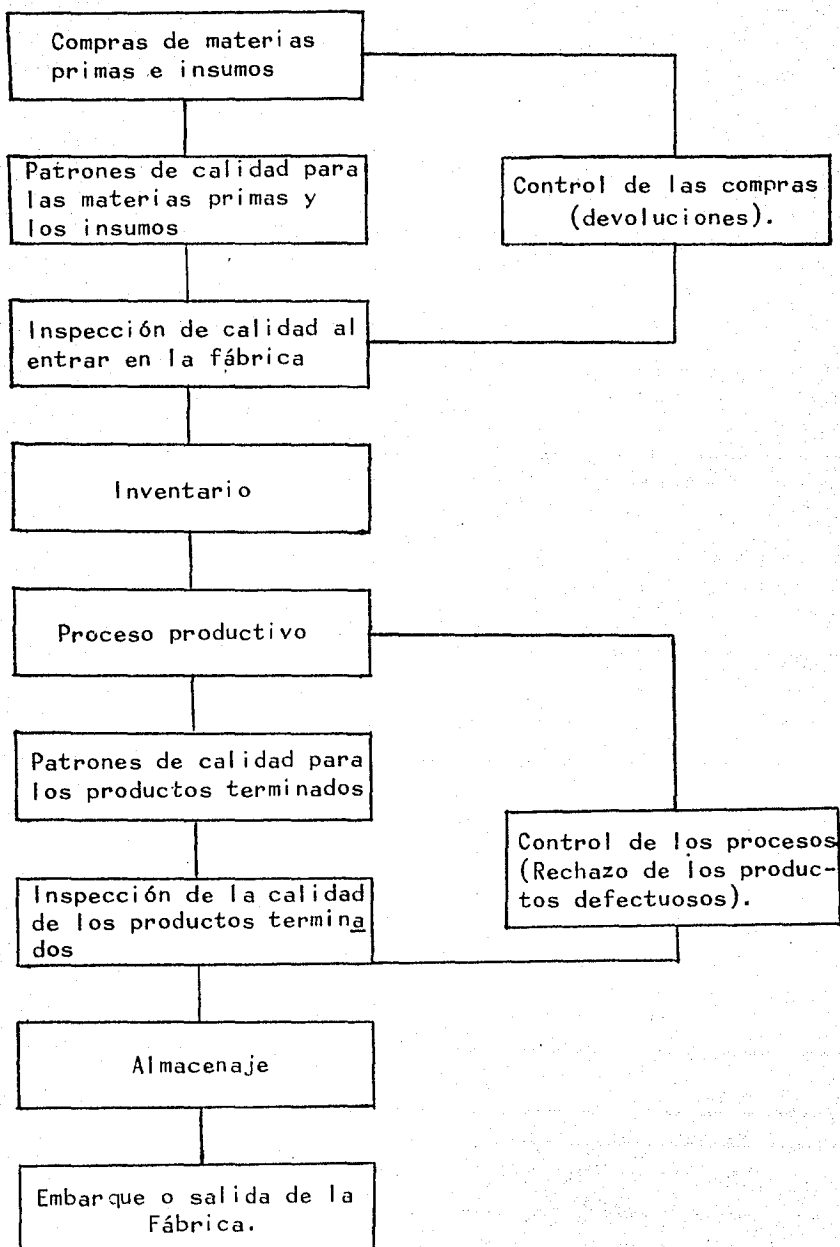 Compras de materias
primas e insumos
Patrones de calidad para
las materias primas y
los insumos
Control de las compras
(devoluciones).
Inspección de calidad al
entrar en la fábrica
Inventario
Proceso productivo
Patrones de calidad para
los productos terminados
Control de los procesos
(Rechazo de los produc-
tos defectuosos).
Inspección de la calidad
de los productos termina
dos
Almacenaje
Embarque o salida de la
Fábrica.